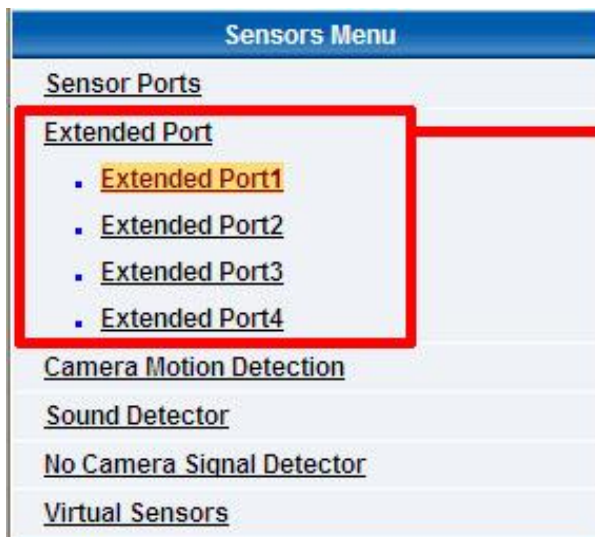 Sensors Menu
Sensor Ports
Extended Port
Extended Port1
Extended Port2
Extended Port3
Extended Port4
Camera Motion Detection
Sound Detector
No Camera Signal Detector
Virtual Sensors